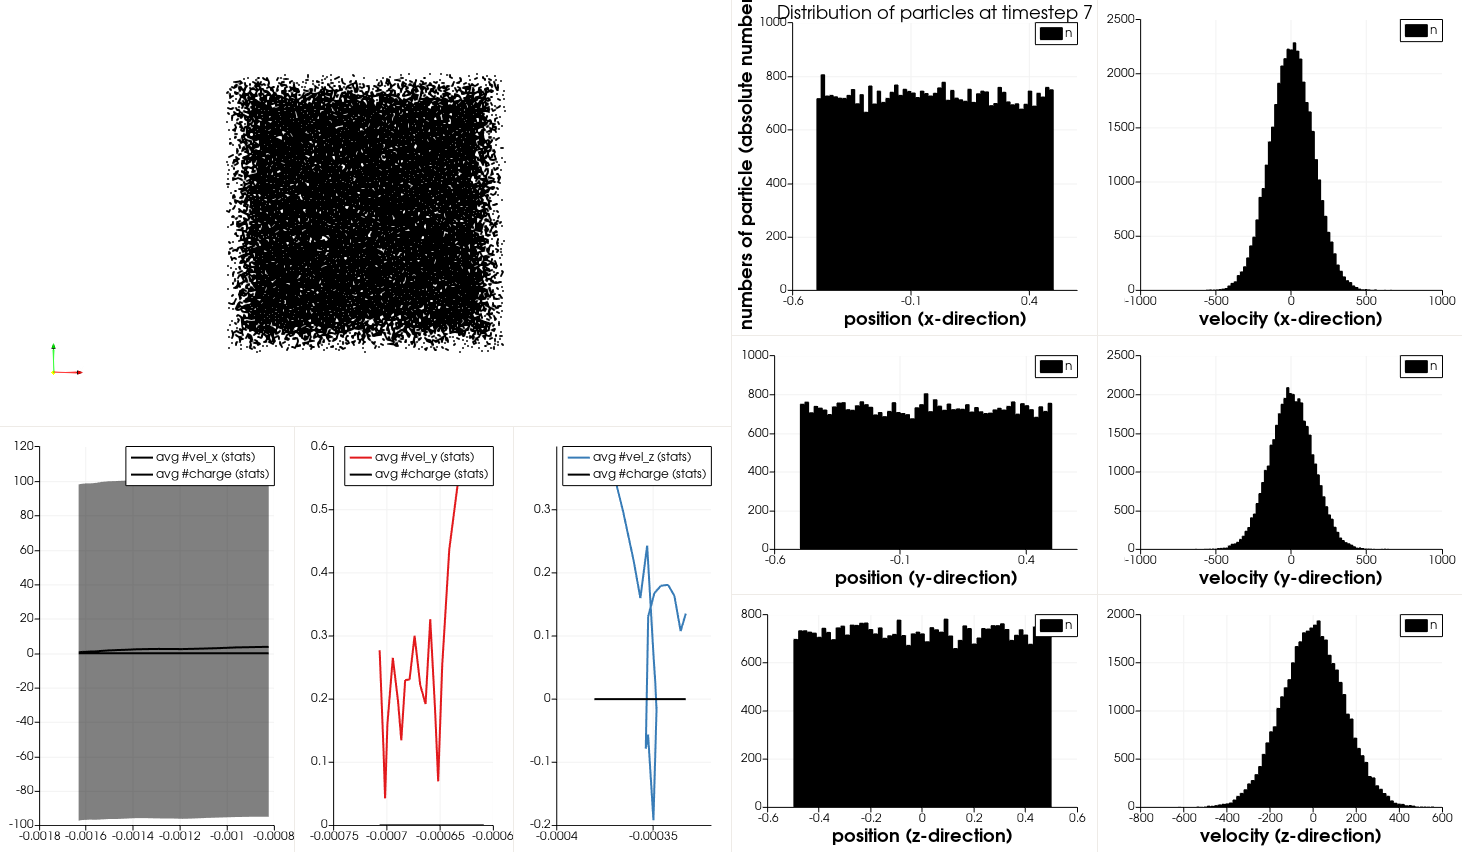 Distribution of particles at timestep 7
numbers of particle (absolute number
1000
800
600
400
200
0
-0.6 -0.1 0.4
position (x-direction)
n
2500
2000
1500
1000
500
0
-1000 -500 0 500 1000
velocity (x-direction)
n
1000
800
600
400
200
0
-0.6 -0.1 0.4
position (y-direction)
n
2500
2000
1500
1000
500
0
-1000 -500 0 500 1000
velocity (y-direction)
n
800
600
400
200
0
-0.6 -0.4 -0.2 0 0.2 0.4 0.6
position (z-direction)
n
2000
1500
1000
500
0
-800 -600 -400 -200 0 200 400 600
velocity (z-direction)
n
avg #vel_x (stats)
avg #charge (stats)
120
100
80
60
40
20
0
-20
-40
-60
-80
-100
-0.0018 -0.0016 -0.0014 -0.0012 -0.001 -0.0008
avg #vel_y (stats)
avg #charge (stats)
0.6
0.5
0.4
0.3
0.2
0.1
0
-0.00075 -0.0007 -0.00065 -0.0006
avg #vel_z (stats)
avg #charge (stats)
0.3
0.2
0.1
0
-0.1
-0.2
-0.0004 -0.00035